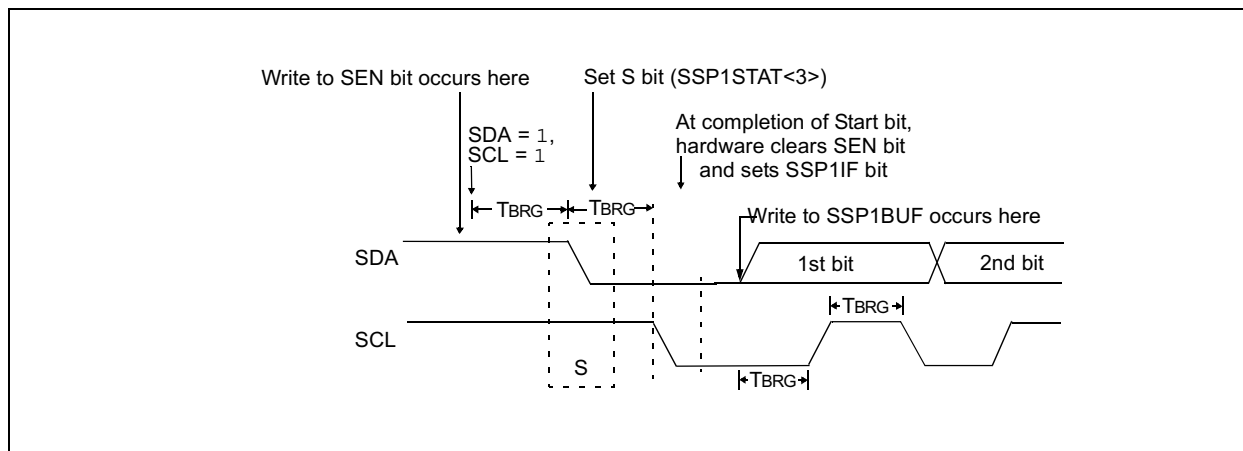 Write to SEN bit occurs here
Set S bit (SSP1STAT<3>)
SDA = 1,
SCL = 1
At completion of Start bit,
hardware clears SEN bit
and sets SSP1IF bit
TBRG
TBRG
Write to SSP1BUF occurs here
SDA
1st bit
2nd bit
TBRG
SCL
S
TBRG